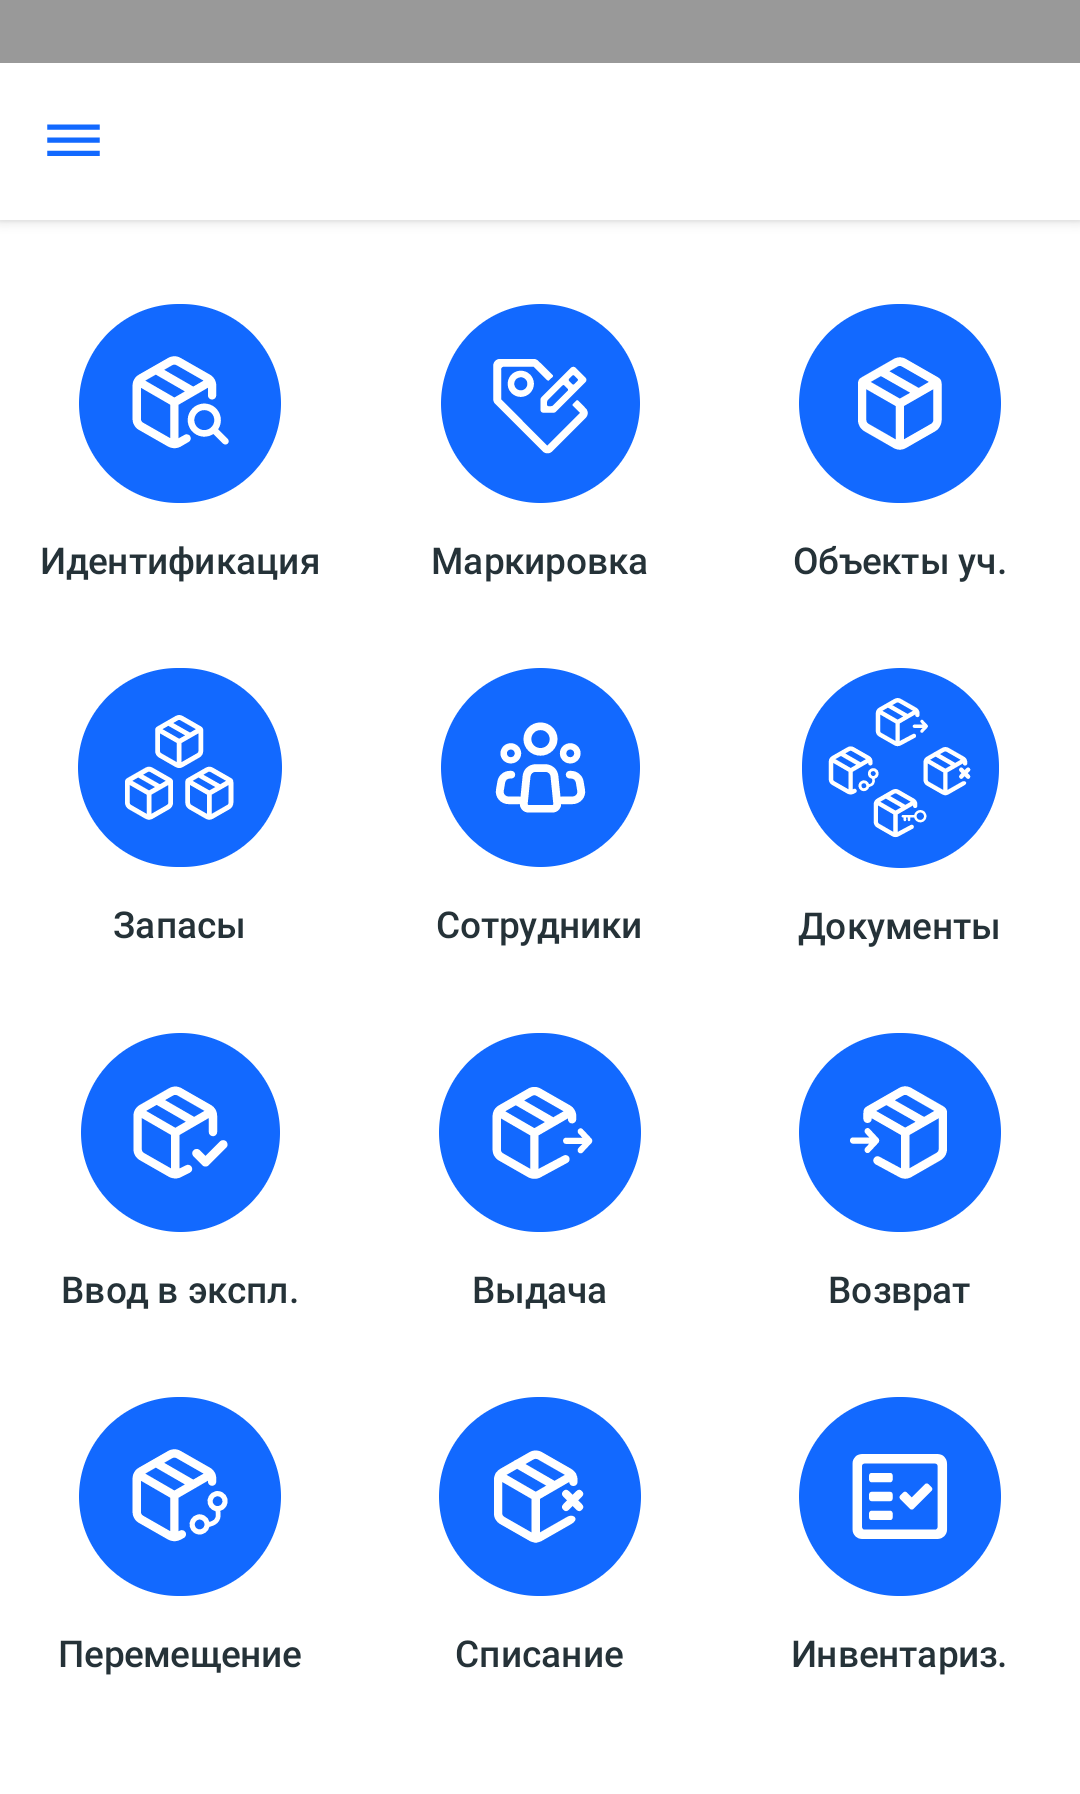 Идентификация
Маркировка
Объекты уч.
Запасы
Сотрудники
Документы
Ввод в экспл.
Выдача
Возврат
Перемещение
Списание
Инвентариз.